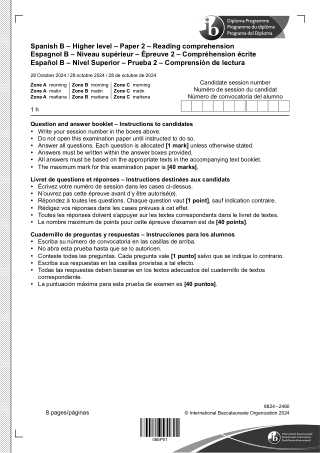 Diploma Programme
Programme du diplôme
Programa del Diploma
Spanish B – Higher level – Paper 2 – Reading comprehension
Espagnol B – Niveau supérieur – Épreuve 2 – Compréhension écrite
Español B – Nivel Superior – Prueba 2 – Comprensión de lectura
28 October 2024 / 28 octobre 2024 / 28 de octubre de 2024
Zone A morning | Zone B morning | Zone C morning
Zone A matin | Zone B matin | Zone C matin
Zona A mañana | Zona B mañana | Zona C mañana
Candidate session number
Numéro de session du candidat
Número de convocatoria del alumno
1 h
Question and answer booklet – Instructions to candidates
• Write your session number in the boxes above.
• Do not open this examination paper until instructed to do so.
• Answer all questions. Each question is allocated [1 mark] unless otherwise stated.
• Answers must be written within the answer boxes provided.
• All answers must be based on the appropriate texts in the accompanying text booklet.
• The maximum mark for this examination paper is [40 marks].
Livret de questions et réponses – Instructions destinées aux candidats
• Écrivez votre numéro de session dans les cases ci-dessus.
• N'ouvrez pas cette épreuve avant d'y être autorisé(e).
• Répondez à toutes les questions. Chaque question vaut [1 point], sauf indication contraire.
• Rédigez vos réponses dans les cases prévues à cet effet.
• Toutes les réponses doivent s'appuyer sur les textes correspondants dans le livret de textes.
• Le nombre maximum de points pour cette épreuve d'examen est de [40 points].
Cuadernillo de preguntas y respuestas – Instrucciones para los alumnos
• Escriba su número de convocatoria en las casillas de arriba.
• No abra esta prueba hasta que se lo autoricen.
• Conteste todas las preguntas. Cada pregunta vale [1 punto] salvo que se indique lo contrario.
• Escriba sus respuestas en las casillas provistas a tal efecto.
• Todas las respuestas deben basarse en los textos adecuados del cuadernillo de textos
correspondiente.
• La puntuación máxima para esta prueba de examen es [40 puntos].
8 pages/páginas
8824 – 2466
© International Baccalaureate Organization 2024
08EP01